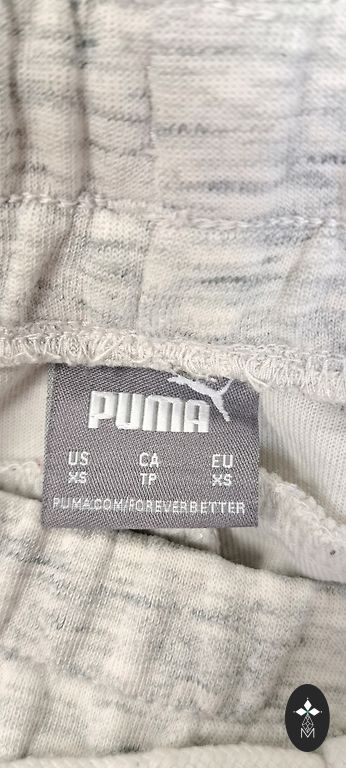 PUMA
US CA EU
XS TP XS
PUMA.COM/FOREVERBETTER
M